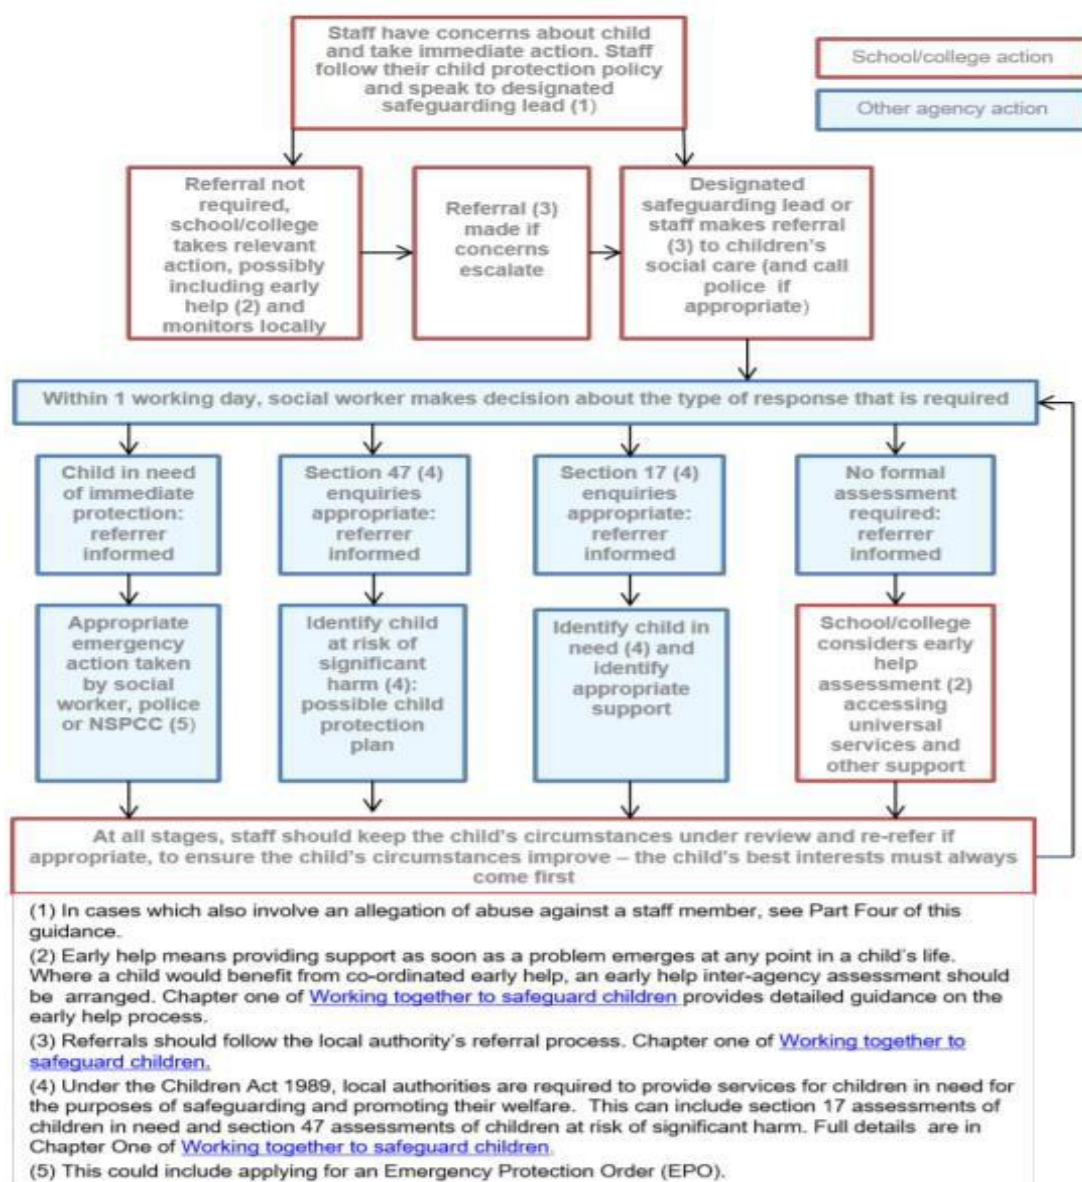 Staff have concerns about child
and take immediate action. Staff
follow their child protection policy
and speak to designated
safeguarding lead (1)
School/college action
Other agency action
Referral not
required,
school/college
takes relevant
action, possibly
including early
help (2) and
monitors locally
Referral (3)
made if
concerns
escalate
Designated
safeguarding lead or
staff makes referral
(3) to children's
social care (and call
police if
appropriate)
Within 1 working day, social worker makes decision about the type of response that is required
Child in need
of immediate
protection:
referrer
informed
Section 47 (4)
enquiries
appropriate:
referrer
informed
Section 17 (4)
enquiries
appropriate:
referrer
informed
No formal
assessment
required:
referrer
informed
Appropriate
emergency
action taken
by social
worker, police
or NSPCC (5)
Identify child
at risk of
significant
harm (4):
possible child
protection
plan
Identify child in
need (4) and
identify
appropriate
support
School/college
considers early
help
assessment (2)
accessing
universal
services and
other support
At all stages, staff should keep the child's circumstances under review and re-refer if
appropriate, to ensure the child's circumstances improve – the child's best interests must always
come first
(1) In cases which also involve an allegation of abuse against a staff member, see Part Four of this
guidance.
(2) Early help means providing support as soon as a problem emerges at any point in a child's life.
Where a child would benefit from co-ordinated early help, an early help inter-agency assessment should
be arranged. Chapter one of Working together to safeguard children provides detailed guidance on the
early help process.
(3) Referrals should follow the local authority's referral process. Chapter one of Working together to
safeguard children.
(4) Under the Children Act 1989, local authorities are required to provide services for children in need for
the purposes of safeguarding and promoting their welfare. This can include section 17 assessments of
children in need and section 47 assessments of children at risk of significant harm. Full details are in
Chapter One of Working together to safeguard children.
(5) This could include applying for an Emergency Protection Order (EPO).